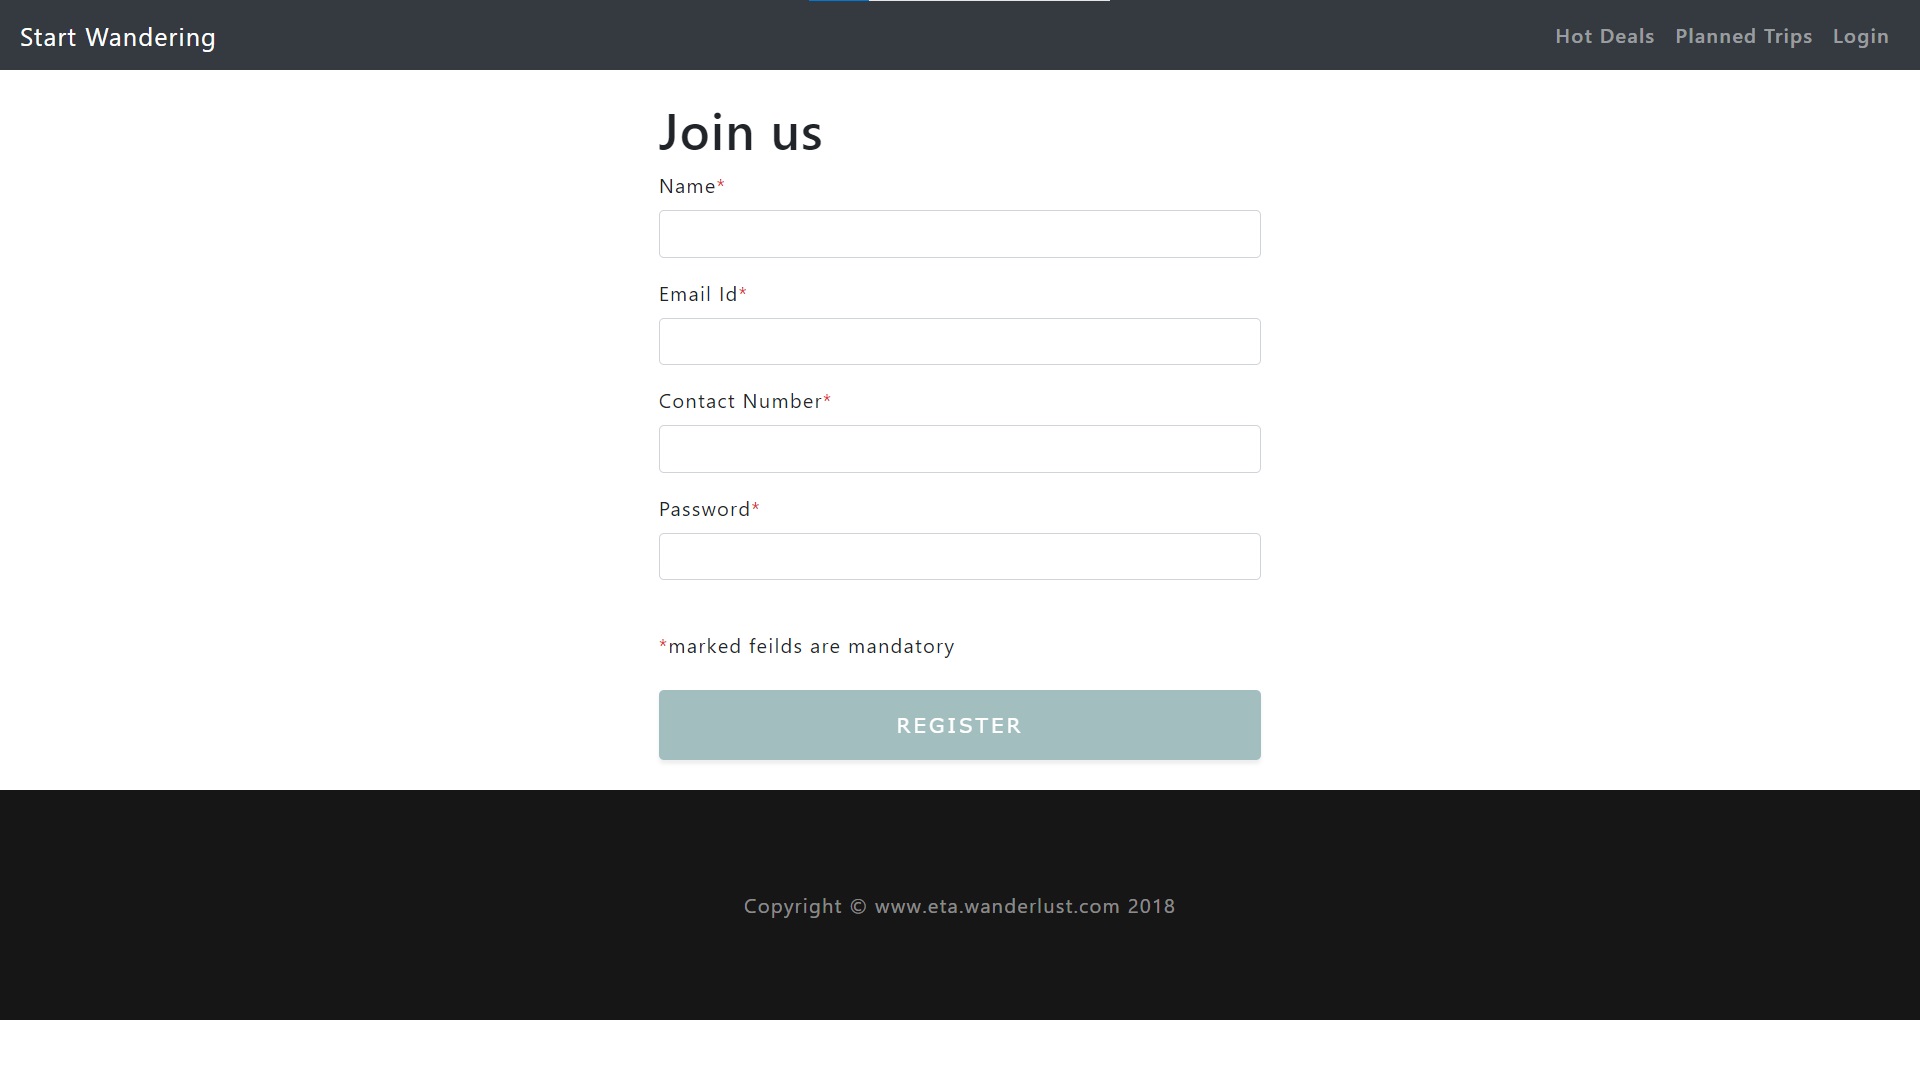 Start Wandering
Hot Deals Planned Trips Login
Join us
Name*
Email Id*
Contact Number*
Password*
*marked feilds are mandatory
REGISTER
Copyright © www.eta.wanderlust.com 2018